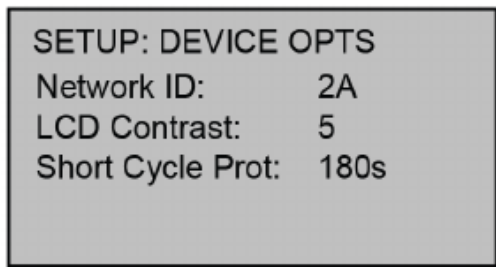 SETUP: DEVICE OPTS
Network ID: 2A
LCD Contrast: 5
Short Cycle Prot: 180s